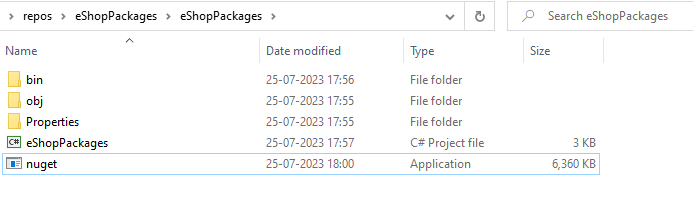 repos > eShopPackages > eShopPackages > Search eShopPackages
Name Date modified Type Size
bin 25-07-2023 17:56 File folder
obj 25-07-2023 17:55 File folder
Properties 25-07-2023 17:55 File folder
C# eShopPackages 25-07-2023 17:57 C# Project file 3 KB
nuget 25-07-2023 18:00 Application 6,360 KB